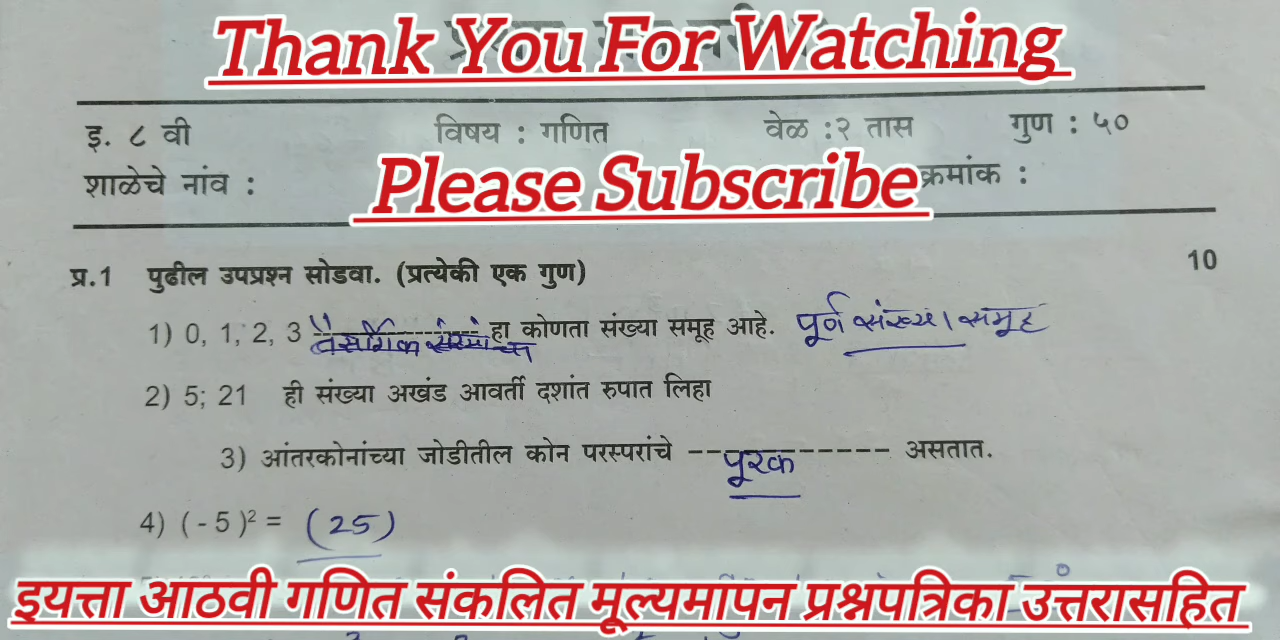 Thank You For Watching
इ. ८ वी विषय : गणित वेळ :२ तास गुण : ५०
शाळेचे नांव : Please Subscribe क्रमांक :
प्र.1 पुढील उपप्रश्न सोडवा. (प्रत्येकी एक गुण) 10
1) 0, 1, 2, 3 ------------ हा कोणता संख्या समूह आहे. पूर्ण संख्या समूह
2) 5; 21 ही संख्या अखंड आवर्ती दशांत रुपात लिहा
3) आंतरकोनांच्या जोडीतील कोन परस्परांचे -- पूरक ------ असतात.
4) ( - 5 )² = (25)
इयत्ता आठवी गणित संकलित मूल्यमापन प्रश्नपत्रिका उत्तरासहित